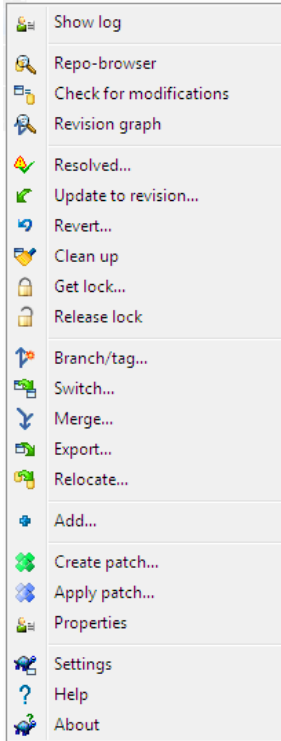 Show log
Repo-browser
Check for modifications
Revision graph
Resolved...
Update to revision...
Revert...
Clean up
Get lock...
Release lock
Branch/tag...
Switch...
Merge...
Export...
Relocate...
Add...
Create patch...
Apply patch...
Properties
Settings
Help
About